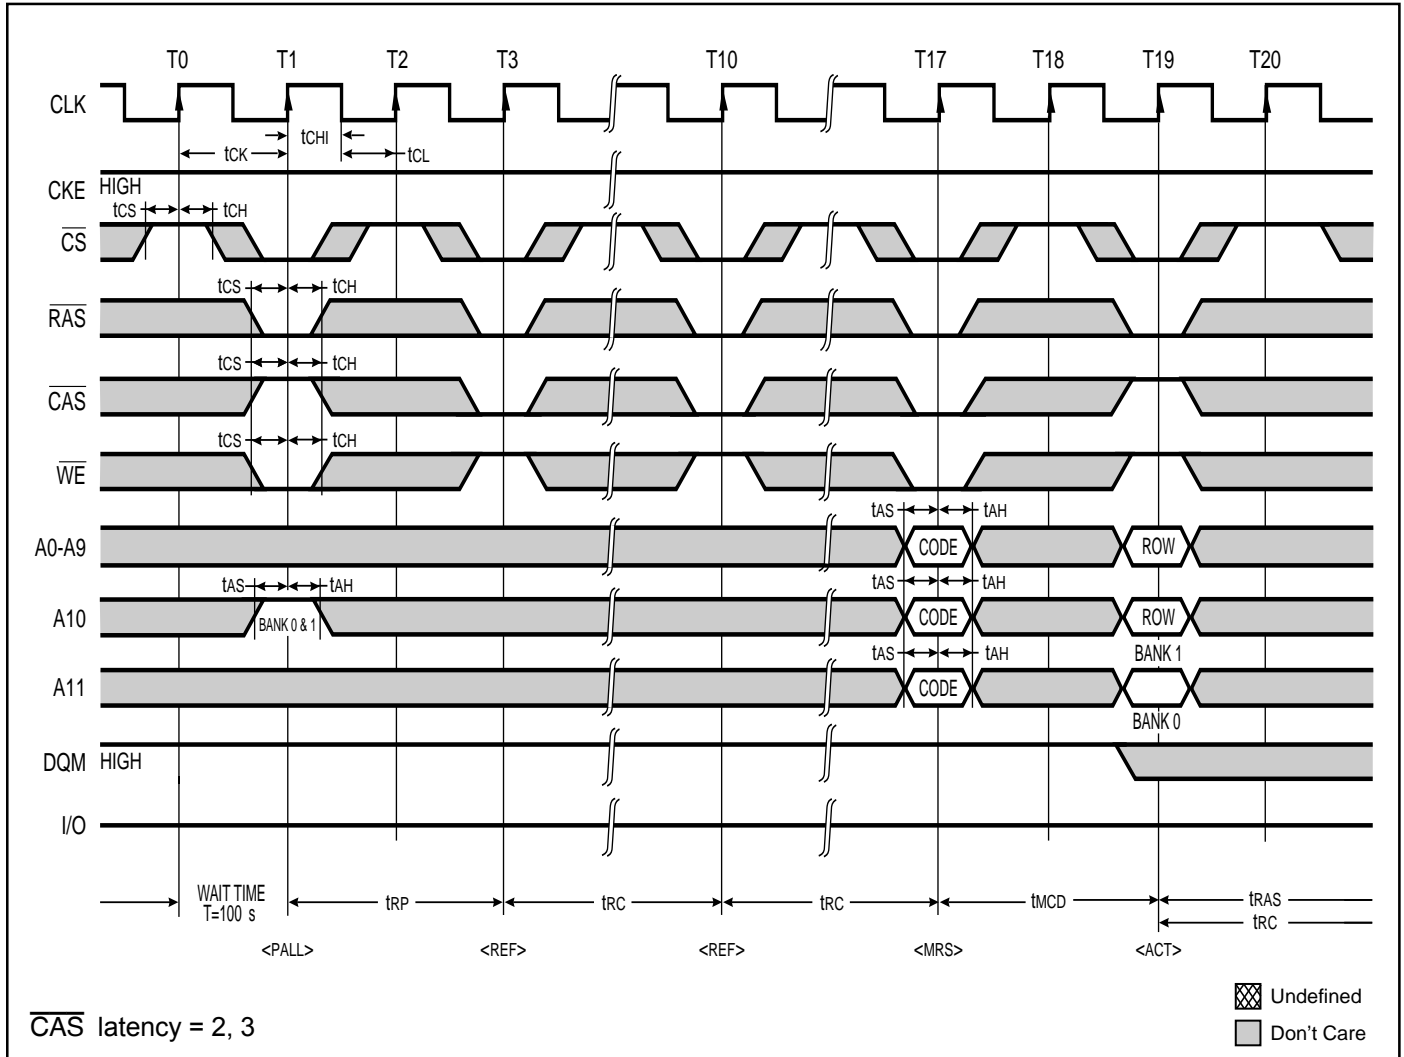 T0 T1 T2 T3 T10 T17 T18 T19 T20
CLK
tCHI
tCK tCL
CKE HIGH
tCS tCH
CS
tCS tCH
RAS
tCS tCH
CAS
tCS tCH
WE
tAS tAH
A0-A9 CODE ROW
tAS tAH tAS tAH
A10 BANK 0 & 1 CODE ROW
tAS tAH BANK 1
A11 CODE
BANK 0
DQM HIGH
I/O
WAIT TIME
T=100 s
tRP tRC tRC tMCD tRAS
tRC
<PALL> <REF> <REF> <MRS> <ACT>
Undefined
CAS latency = 2, 3
Don't Care